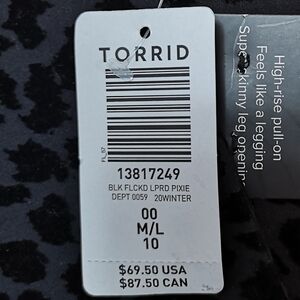 TORRID
FL_57
13817249
BLK FLCKD LPRD PIXIE
DEPT 0059 20WINTER
00
M/L
10
$69.50 USA
$87.50 CAN
High-rise pull-on
Feels like a legging
Super skinny leg opening